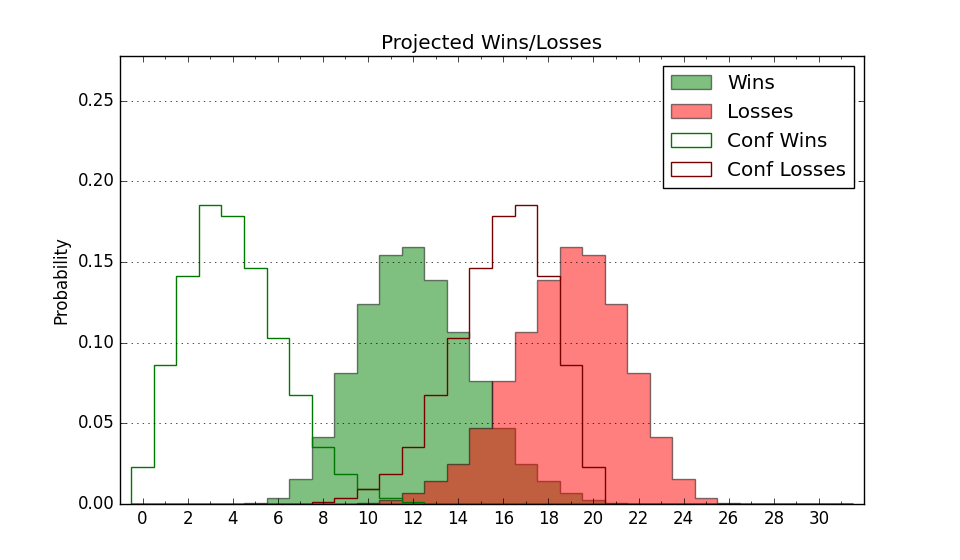 Projected Wins/Losses
Wins
Losses
Conf Wins
Conf Losses
Probability
0.25
0.20
0.15
0.10
0.05
0.00
0 2 4 6 8 10 12 14 16 18 20 22 24 26 28 30